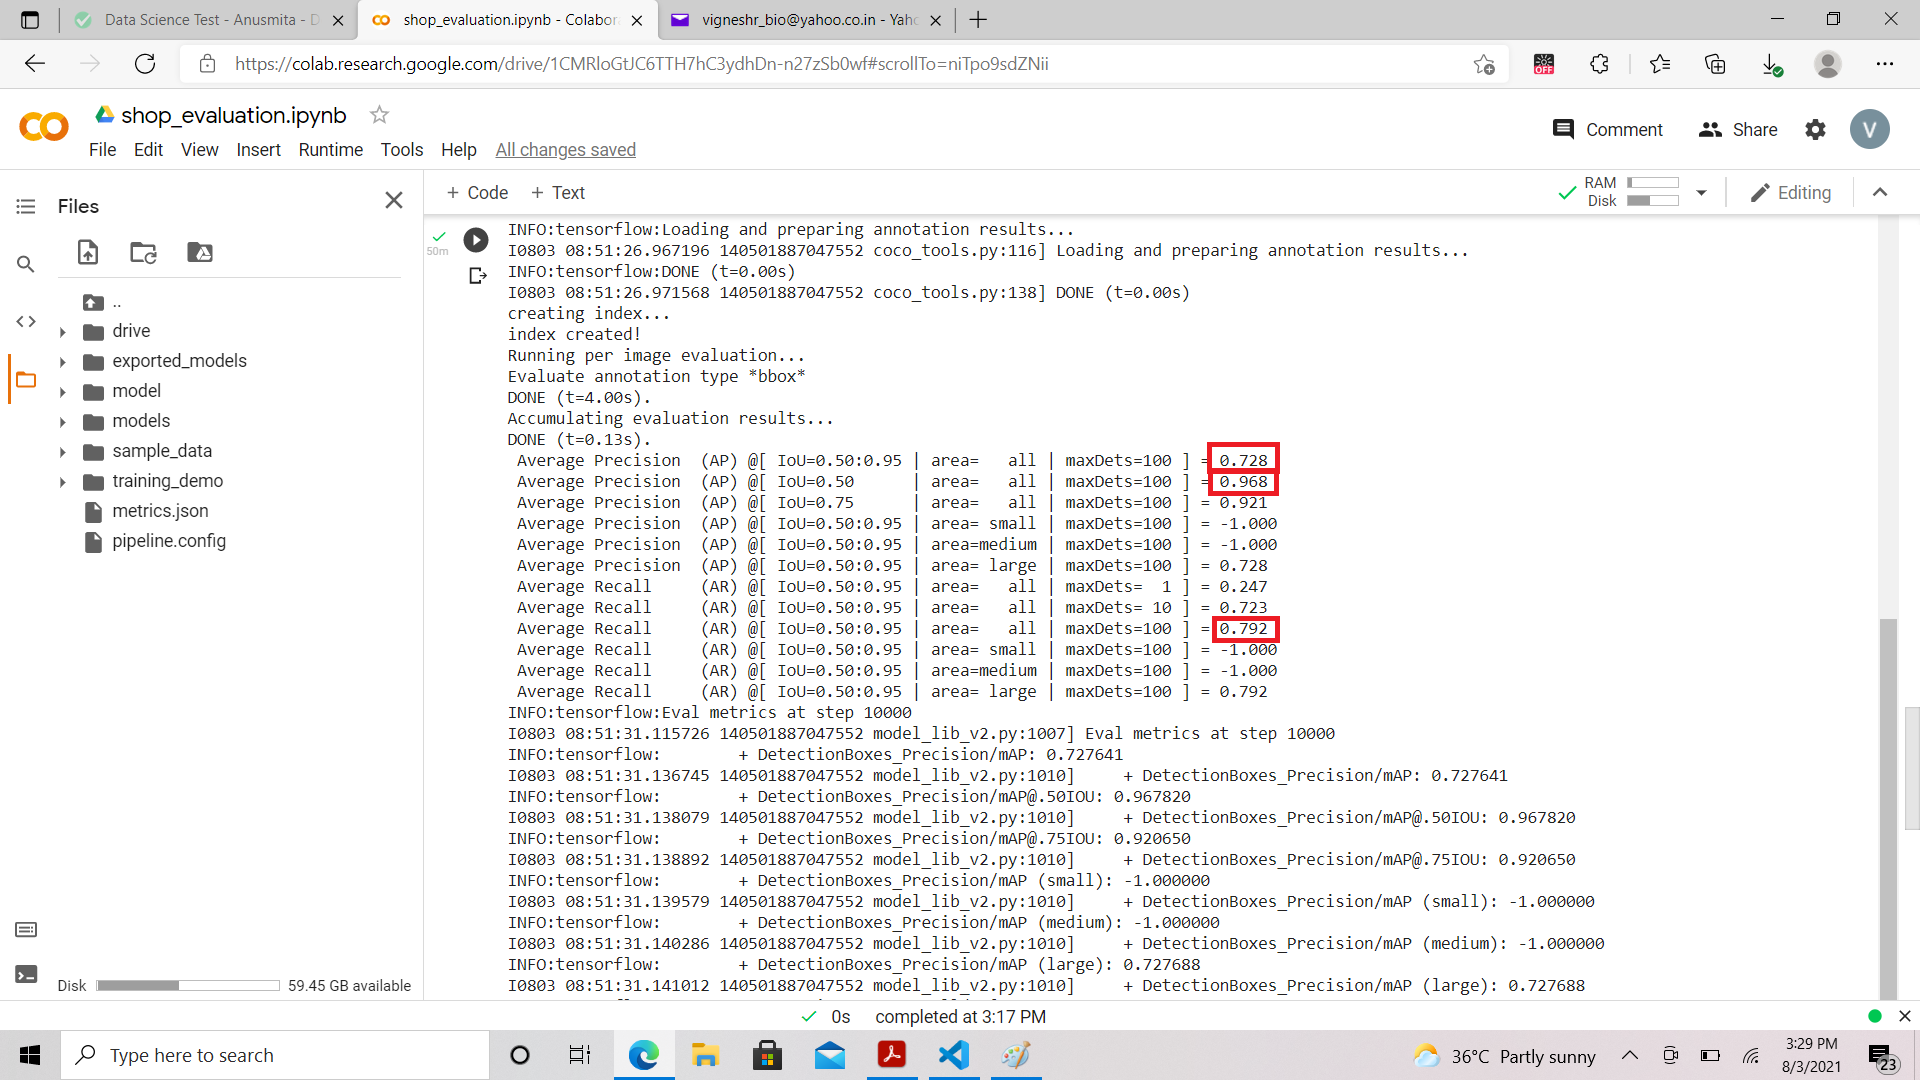 Data Science Test - Anusmita - D
shop_evaluation.ipynb - Colabora
vigneshr_bio@yahoo.co.in - Yaho
https://colab.research.google.com/drive/1CMRloGtJC6TTH7hC3ydhDn-n27zSb0wf#scrollTo=niTpo9sdZNii
OFF
shop_evaluation.ipynb
Comment
Share
V
File Edit View Insert Runtime Tools Help All changes saved
Files
+ Code + Text
RAM
Disk
Editing
..
drive
exported_models
model
models
sample_data
training_demo
metrics.json
pipeline.config
Disk 59.45 GB available
50m
INFO:tensorflow:Loading and preparing annotation results...
I0803 08:51:26.967196 140501887047552 coco_tools.py:116] Loading and preparing annotation results...
INFO:tensorflow:DONE (t=0.00s)
I0803 08:51:26.971568 140501887047552 coco_tools.py:138] DONE (t=0.00s)
creating index...
index created!
Running per image evaluation...
Evaluate annotation type *bbox*
DONE (t=4.00s).
Accumulating evaluation results...
DONE (t=0.13s).
Average Precision (AP) @[ IoU=0.50:0.95 | area= all | maxDets=100 ] = 0.728
Average Precision (AP) @[ IoU=0.50 | area= all | maxDets=100 ] = 0.968
Average Precision (AP) @[ IoU=0.75 | area= all | maxDets=100 ] = 0.921
Average Precision (AP) @[ IoU=0.50:0.95 | area= small | maxDets=100 ] = -1.000
Average Precision (AP) @[ IoU=0.50:0.95 | area=medium | maxDets=100 ] = -1.000
Average Precision (AP) @[ IoU=0.50:0.95 | area= large | maxDets=100 ] = 0.728
Average Recall (AR) @[ IoU=0.50:0.95 | area= all | maxDets= 1 ] = 0.247
Average Recall (AR) @[ IoU=0.50:0.95 | area= all | maxDets= 10 ] = 0.723
Average Recall (AR) @[ IoU=0.50:0.95 | area= all | maxDets=100 ] = 0.792
Average Recall (AR) @[ IoU=0.50:0.95 | area= small | maxDets=100 ] = -1.000
Average Recall (AR) @[ IoU=0.50:0.95 | area=medium | maxDets=100 ] = -1.000
Average Recall (AR) @[ IoU=0.50:0.95 | area= large | maxDets=100 ] = 0.792
INFO:tensorflow:Eval metrics at step 10000
I0803 08:51:31.115726 140501887047552 model_lib_v2.py:1007] Eval metrics at step 10000
INFO:tensorflow: + DetectionBoxes_Precision/mAP: 0.727641
I0803 08:51:31.136745 140501887047552 model_lib_v2.py:1010] + DetectionBoxes_Precision/mAP: 0.727641
INFO:tensorflow: + DetectionBoxes_Precision/mAP@.50IOU: 0.967820
I0803 08:51:31.138079 140501887047552 model_lib_v2.py:1010] + DetectionBoxes_Precision/mAP@.50IOU: 0.967820
INFO:tensorflow: + DetectionBoxes_Precision/mAP@.75IOU: 0.920650
I0803 08:51:31.138892 140501887047552 model_lib_v2.py:1010] + DetectionBoxes_Precision/mAP@.75IOU: 0.920650
INFO:tensorflow: + DetectionBoxes_Precision/mAP (small): -1.000000
I0803 08:51:31.139579 140501887047552 model_lib_v2.py:1010] + DetectionBoxes_Precision/mAP (small): -1.000000
INFO:tensorflow: + DetectionBoxes_Precision/mAP (medium): -1.000000
I0803 08:51:31.140286 140501887047552 model_lib_v2.py:1010] + DetectionBoxes_Precision/mAP (medium): -1.000000
INFO:tensorflow: + DetectionBoxes_Precision/mAP (large): 0.727688
I0803 08:51:31.141012 140501887047552 model_lib_v2.py:1010] + DetectionBoxes_Precision/mAP (large): 0.727688
0s completed at 3:17 PM
Type here to search
36°C Partly sunny
3:29 PM
8/3/2021
23